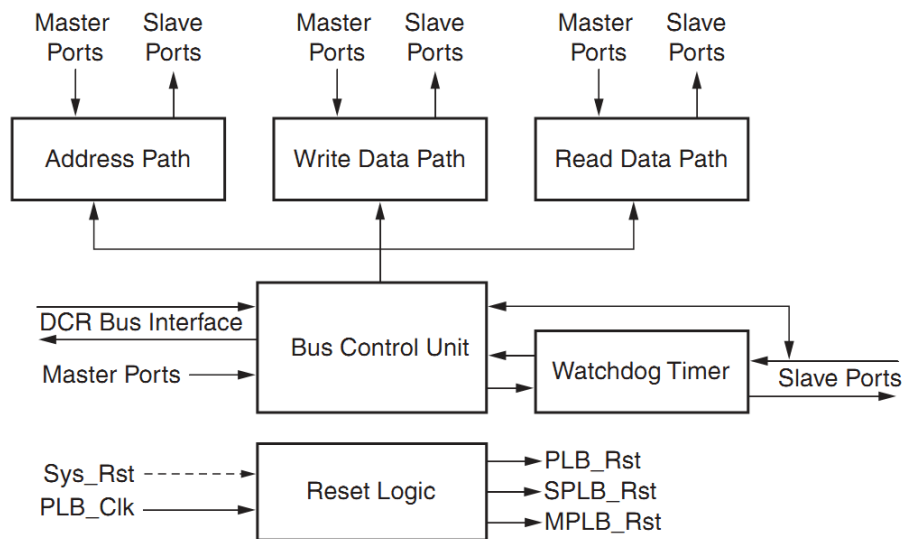 Master Ports
Slave Ports
Master Ports
Slave Ports
Master Ports
Slave Ports
Address Path
Write Data Path
Read Data Path
DCR Bus Interface
Bus Control Unit
Master Ports
Watchdog Timer
Slave Ports
Sys_Rst
PLB_Clk
Reset Logic
PLB_Rst
SPLB_Rst
MPLB_Rst